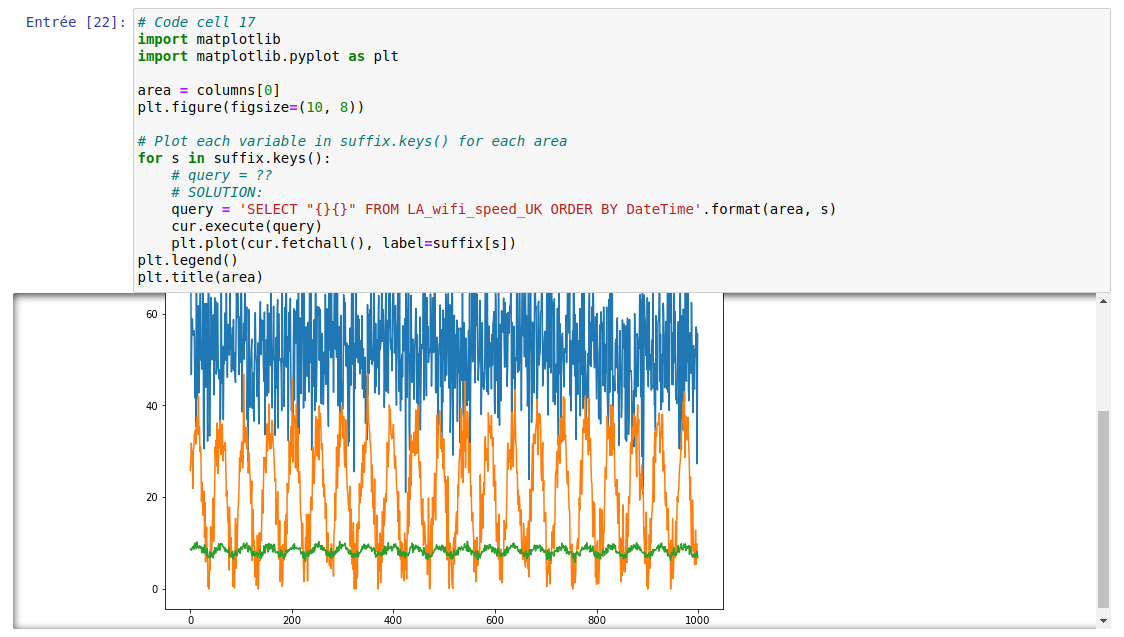 Entrée [22]: # Code cell 17
import matplotlib
import matplotlib.pyplot as plt
area = columns[0]
plt.figure(figsize=(10, 8))
# Plot each variable in suffix.keys() for each area
for s in suffix.keys():
    # query = ??
    # SOLUTION:
    query = 'SELECT "{}{}" FROM LA_wifi_speed_UK ORDER BY DateTime'.format(area, s)
    cur.execute(query)
    plt.plot(cur.fetchall(), label=suffix[s])
plt.legend()
plt.title(area)
60
40
20
0
0 200 400 600 800 1000